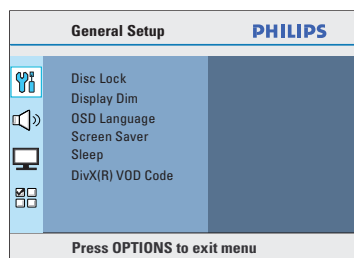 General Setup PHILIPS
Disc Lock
Display Dim
OSD Language
Screen Saver
Sleep
DivX(R) VOD Code
Press OPTIONS to exit menu